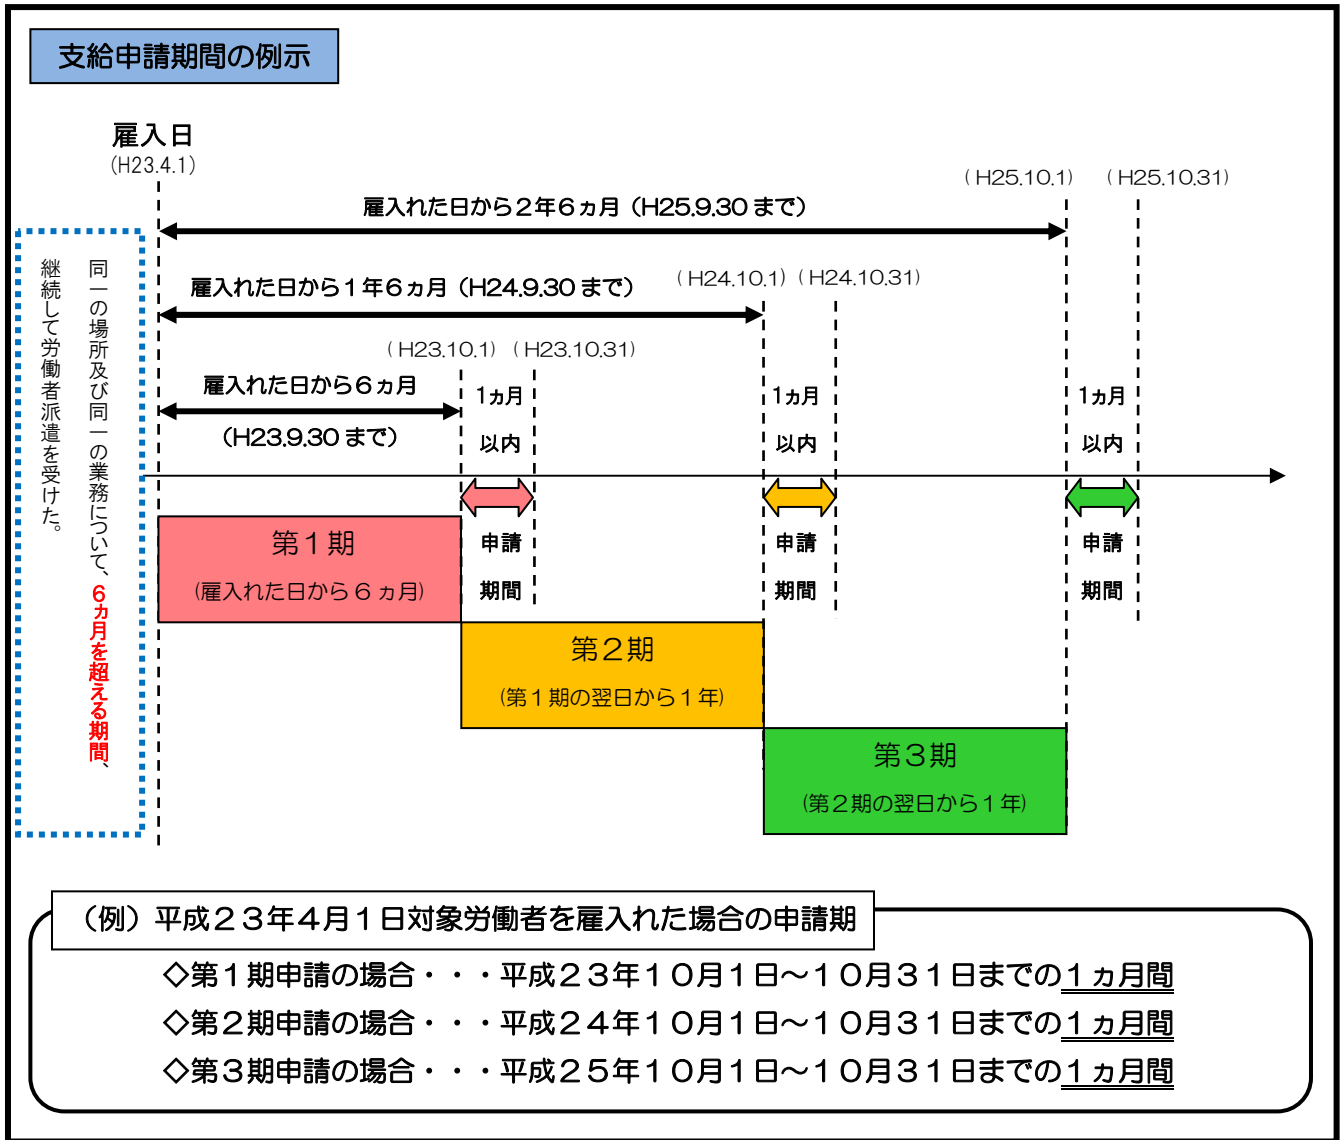 支給申請期間の例示
雇入日
(H23.4.1)
(H25.10.1) (H25.10.31)
雇入れた日から２年６ヵ月（H25.9.30 まで）
雇入れた日から１年６ヵ月（H24.9.30 まで）
(H24.10.1) (H24.10.31)
(H23.10.1) (H23.10.31)
雇入れた日から６ヵ月
（H23.9.30 まで）
1ヵ月
以内
申請
期間
1ヵ月
以内
申請
期間
1ヵ月
以内
申請
期間
同一の場所及び同一の業務について、６ヵ月を超える期間、
継続して労働者派遣を受けた。
第１期
(雇入れた日から 6 ヵ月)
第２期
(第１期の翌日から１年)
第３期
(第２期の翌日から１年)
（例）平成２３年４月１日対象労働者を雇入れた場合の申請期
◇第１期申請の場合・・・平成２３年１０月１日～１０月３１日までの１ヵ月間
◇第２期申請の場合・・・平成２４年１０月１日～１０月３１日までの１ヵ月間
◇第３期申請の場合・・・平成２５年１０月１日～１０月３１日までの１ヵ月間